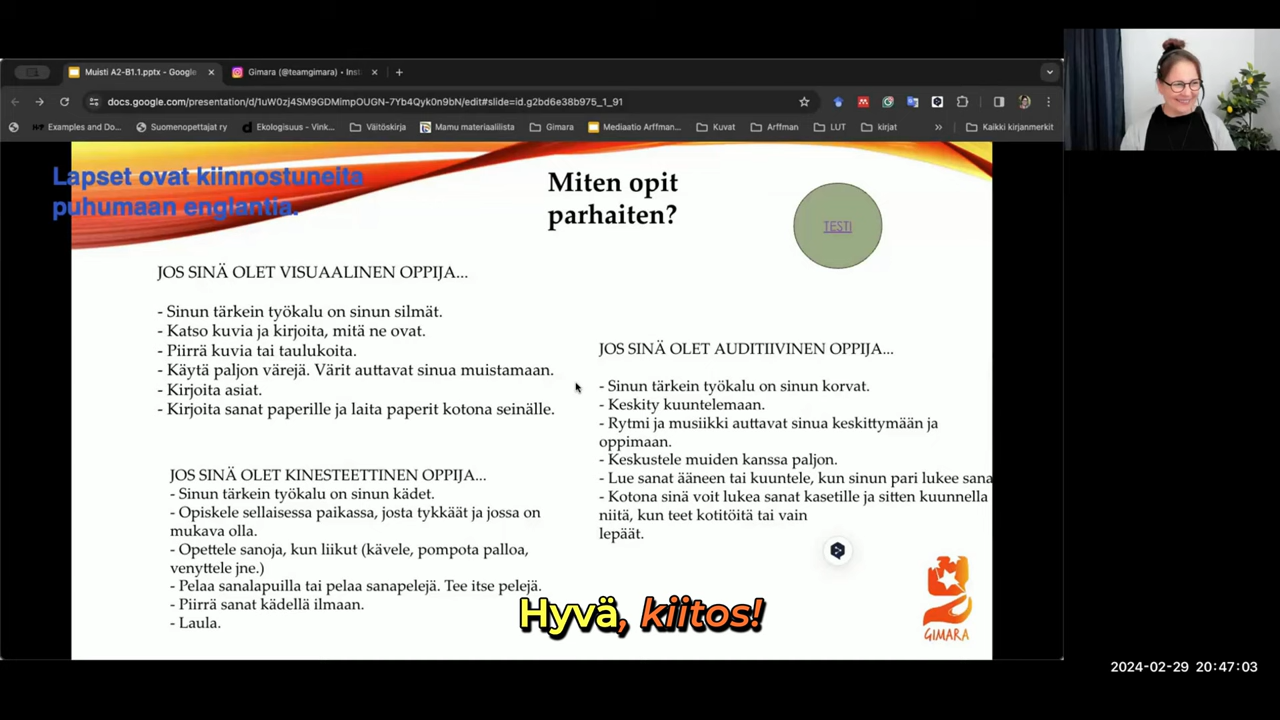 Muisti A2-B1.1.pptx - Google
Gimara (@teamgimara) • Inst
docs.google.com/presentation/d/1uW0zj4SM9GDMimpOUGN-7Yb4Qyk0n9bN/edit#slide=id.g2bd6e38b975_1_91
Examples and Do...
Suomenopettajat ry
Ekologisuus - Vink...
Väitöskirja
Mamu materiaalilista
Gimara
Mediaatio Arffman...
Kuvat
Arffman
LUT
kirjat
»
Kaikki kirjanmerkit
Lapset ovat kiinnostuneita
puhumaan englantia.
Miten opit
parhaiten?
TESTI
JOS SINÄ OLET VISUAALINEN OPPIJA...
- Sinun tärkein työkalu on sinun silmät.
- Katso kuvia ja kirjoita, mitä ne ovat.
- Piirrä kuvia tai taulukoita.
- Käytä paljon värejä. Värit auttavat sinua muistamaan.
- Kirjoita asiat.
- Kirjoita sanat paperille ja laita paperit kotona seinälle.
JOS SINÄ OLET AUDITIIVINEN OPPIJA...
- Sinun tärkein työkalu on sinun korvat.
- Keskity kuuntelemaan.
- Rytmi ja musiikki auttavat sinua keskittymään ja
oppimaan.
- Keskustele muiden kanssa paljon.
- Lue sanat ääneen tai kuuntele, kun sinun pari lukee sana
- Kotona sinä voit lukea sanat kasetille ja sitten kuunnella
niitä, kun teet kotitöitä tai vain
lepäät.
JOS SINÄ OLET KINESTEETTINEN OPPIJA...
- Sinun tärkein työkalu on sinun kädet.
- Opiskele sellaisessa paikassa, josta tykkäät ja jossa on
mukava olla.
- Opettele sanoja, kun liikut (kävele, pompota palloa,
venyttele jne.)
- Pelaa sanalapuilla tai pelaa sanapelejä. Tee itse pelejä.
- Piirrä sanat kädellä ilmaan.
- Laula.
Hyvä, kiitos!
GIMARA
2024-02-29 20:47:03